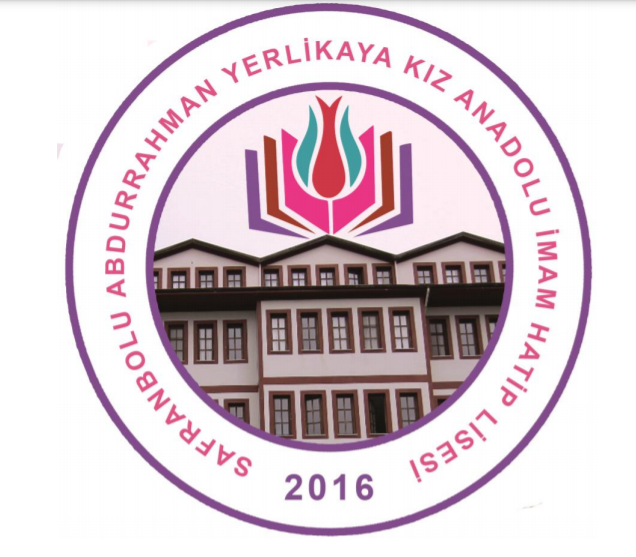 SAFRANBOLU ABDURRAHMAN YERLİKAYA KIZ ANADOLU İMAM HATİP LİSESİ
2016